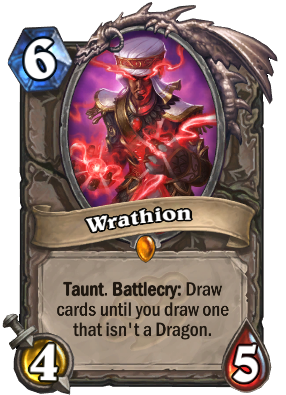 6
Wrathion
Taunt. Battlecry: Draw
cards until you draw one
that isn't a Dragon.
4
5